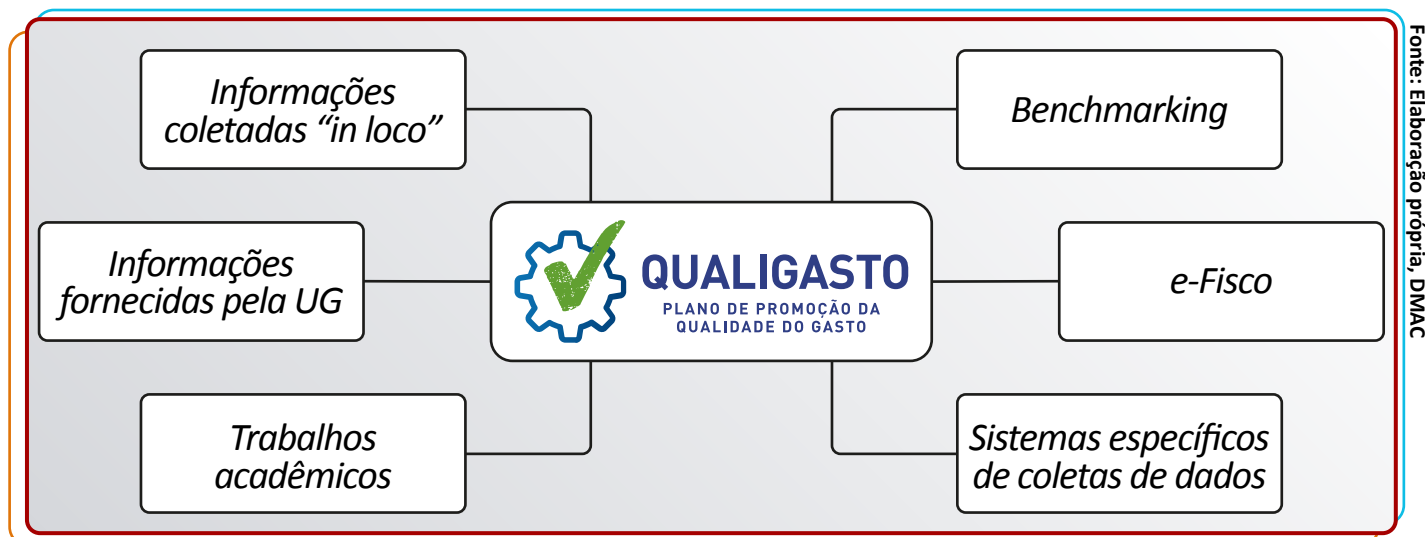 Informações
coletadas “in loco”
Benchmarking
Informações
fornecidas pela UG
QUALIGASTO
PLANO DE PROMOÇÃO DA
QUALIDADE DO GASTO
e-Fisco
Trabalhos
acadêmicos
Sistemas específicos
de coletas de dados
Fonte: Elaboração própria, DMAC